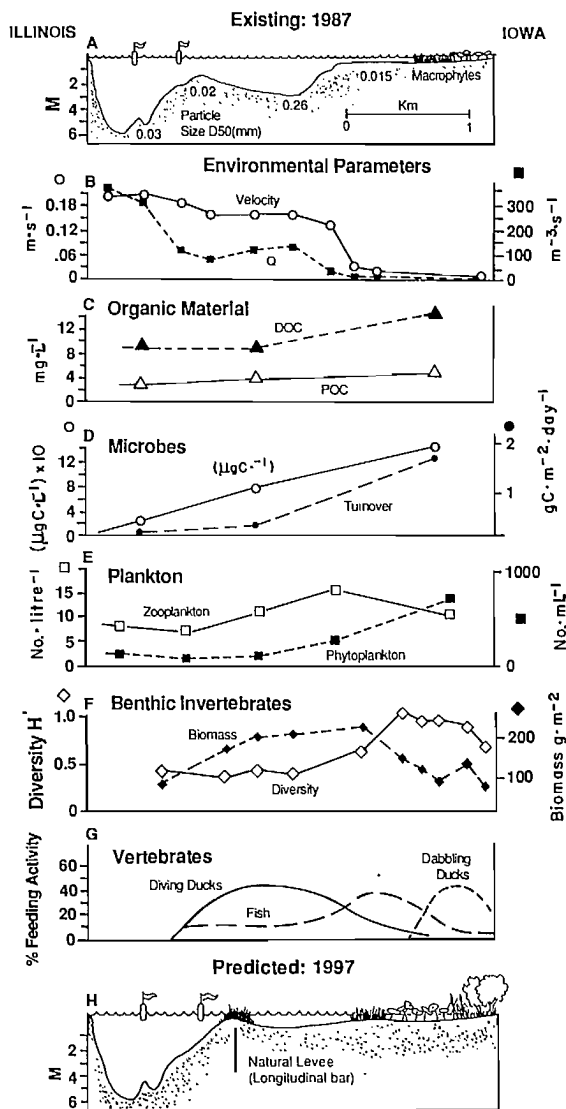 Existing: 1987
ILLINOIS
IOWA
A
M
2
4
6
0.03
0.02
0.26
0.015
Macrophytes
Particle
Size D50(mm)
Km
0 1
Environmental Parameters
B
m·s⁻¹
0.18
0.12
.06
0
Velocity
Q
300
200
100
0
m⁻³·s⁻¹
C
Organic Material
mg·L⁻¹
12
8
4
0
DOC
POC
D
Microbes
(μgC·L⁻¹) x 10
12
8
4
0
(μgC·⁻¹)
Turnover
2
1
gC·m⁻²·day⁻¹
E
Plankton
No.·litre⁻¹
20
15
10
5
0
Zooplankton
Phytoplankton
1000
0
No.·mL⁻¹
F
Benthic Invertebrates
Diversity H'
1.0
0.5
0
Biomass
Diversity
200
100
Biomass g·m⁻²
G
Vertebrates
% Feeding Activity
60
40
20
0
Diving Ducks
Fish
Dabbling
Ducks
Predicted: 1997
H
M
2
4
6
Natural Levee
(Longitudinal bar)